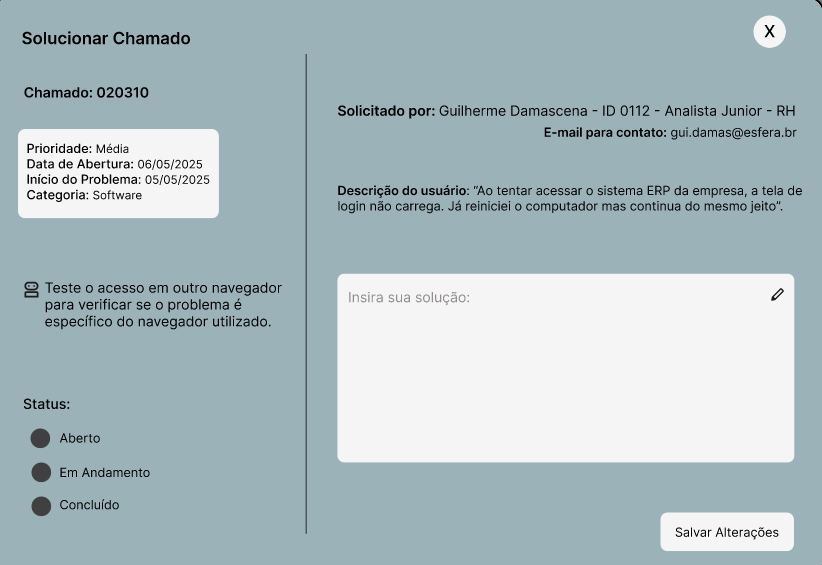 Solucionar Chamado
X
Chamado: 020310
Prioridade: Média
Data de Abertura: 06/05/2025
Início do Problema: 05/05/2025
Categoria: Software
Teste o acesso em outro navegador
para verificar se o problema é
específico do navegador utilizado.
Status:
Aberto
Em Andamento
Concluído
Solicitado por: Guilherme Damascena - ID 0112 - Analista Junior - RH
E-mail para contato: gui.damas@esfera.br
Descrição do usuário: “Ao tentar acessar o sistema ERP da empresa, a tela de
login não carrega. Já reiniciei o computador mas continua do mesmo jeito”.
Insira sua solução:
Salvar Alterações